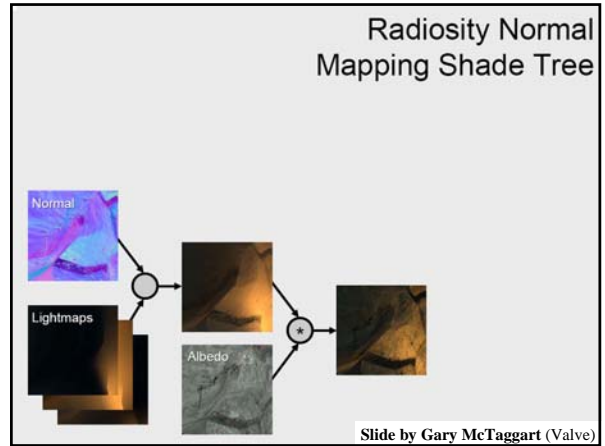 Radiosity Normal
Mapping Shade Tree
Normal
Lightmaps
*
Albedo
Slide by Gary McTaggart (Valve)